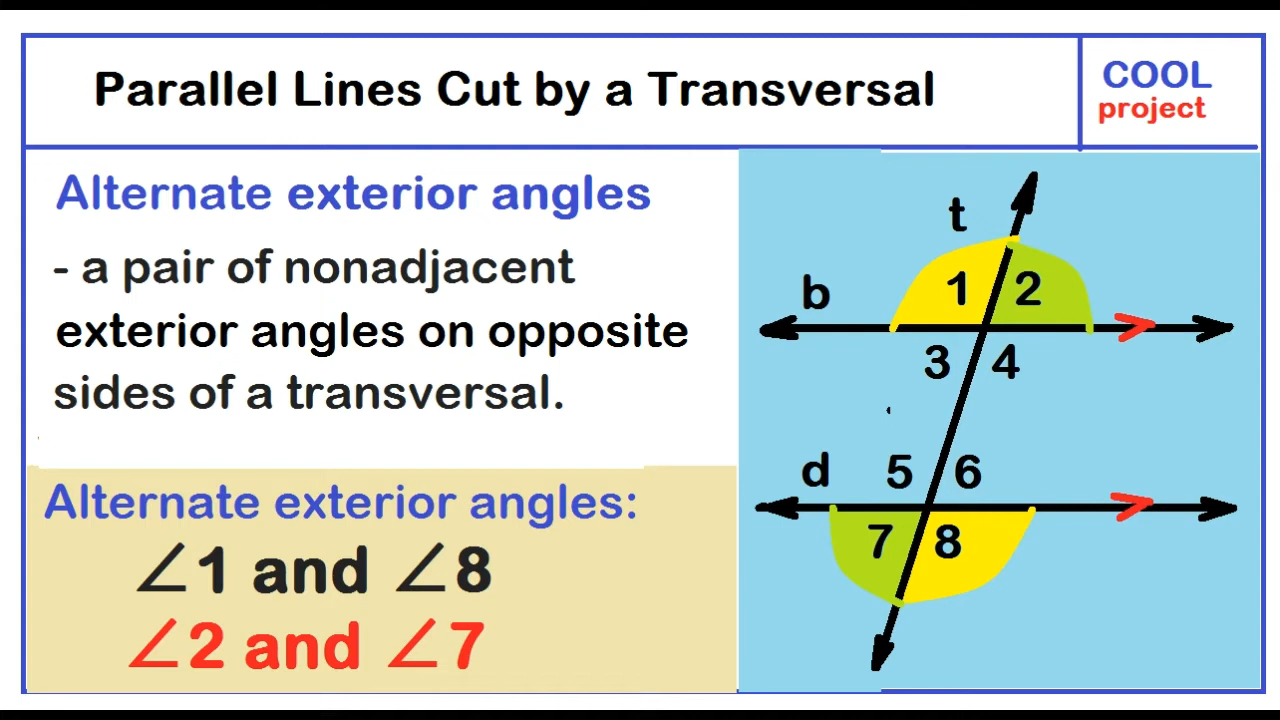 Parallel Lines Cut by a Transversal
COOL
project
Alternate exterior angles
- a pair of nonadjacent
exterior angles on opposite
sides of a transversal.
Alternate exterior angles:
∠1 and ∠8
∠2 and ∠7
t
b
1 2
3 4
d
5 6
7 8